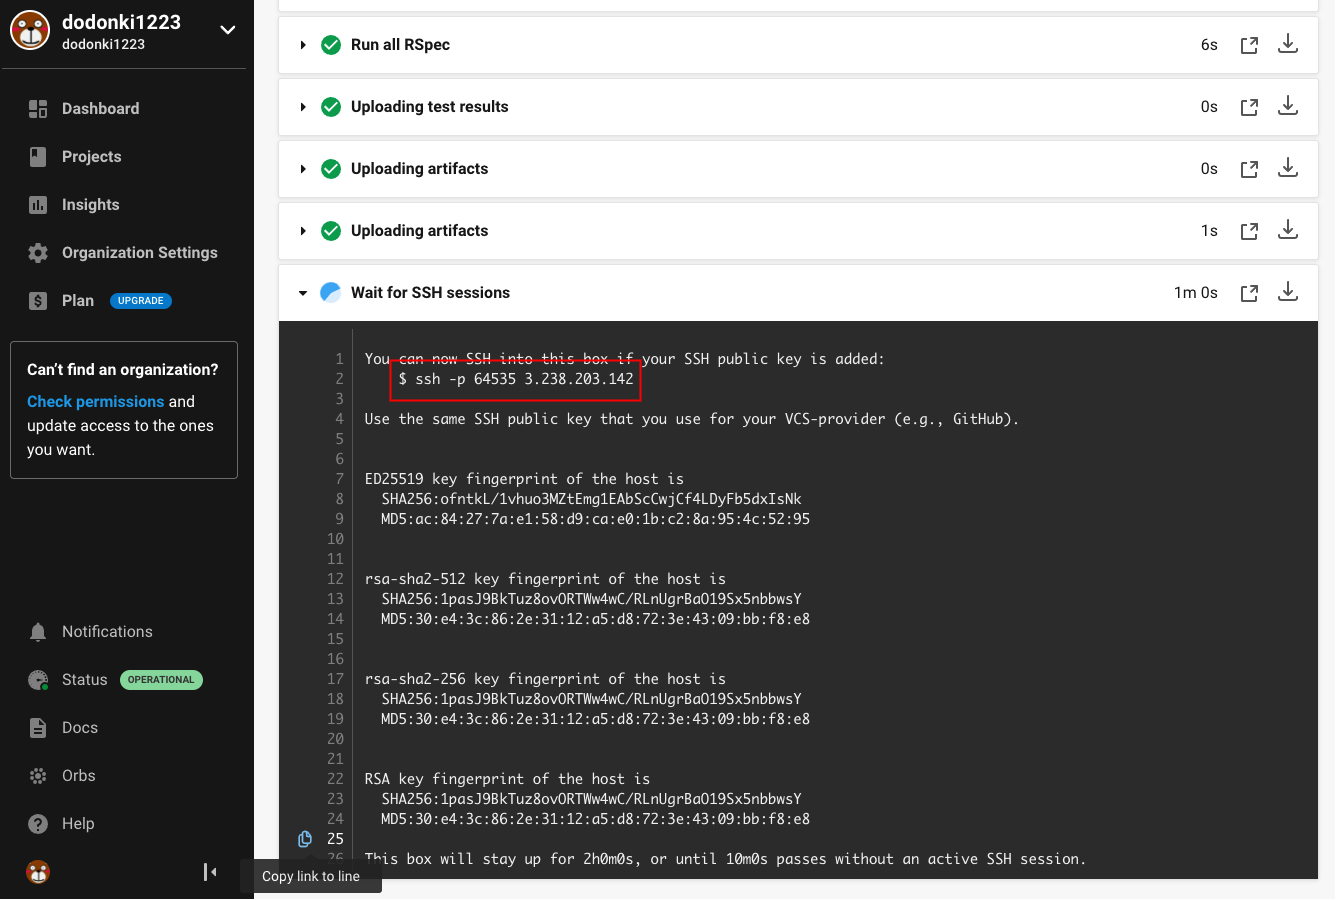 dodonki1223
dodonki1223
Dashboard
Projects
Insights
Organization Settings
Plan UPGRADE
Can’t find an organization?
Check permissions and
update access to the ones
you want.
Notifications
Status OPERATIONAL
Docs
Orbs
Help
Run all RSpec 6s
Uploading test results 0s
Uploading artifacts 0s
Uploading artifacts 1s
Wait for SSH sessions 1m 0s
1 You can now SSH into this box if your SSH public key is added:
2 $ ssh -p 64535 3.238.203.142
3
4 Use the same SSH public key that you use for your VCS-provider (e.g., GitHub).
5
6
7 ED25519 key fingerprint of the host is
8 SHA256:ofntkL/1vhuo3MZtEmg1EAbScCwjCf4LDyFb5dxIsNk
9 MD5:ac:84:27:7a:e1:58:d9:ca:e0:1b:c2:8a:95:4c:52:95
10
11
12 rsa-sha2-512 key fingerprint of the host is
13 SHA256:1pasJ9BkTuz8ovORTWw4wC/RLnUgrBaO19Sx5nbbwsY
14 MD5:30:e4:3c:86:2e:31:12:a5:d8:72:3e:43:09:bb:f8:e8
15
16
17 rsa-sha2-256 key fingerprint of the host is
18 SHA256:1pasJ9BkTuz8ovORTWw4wC/RLnUgrBaO19Sx5nbbwsY
19 MD5:30:e4:3c:86:2e:31:12:a5:d8:72:3e:43:09:bb:f8:e8
20
21
22 RSA key fingerprint of the host is
23 SHA256:1pasJ9BkTuz8ovORTWw4wC/RLnUgrBaO19Sx5nbbwsY
24 MD5:30:e4:3c:86:2e:31:12:a5:d8:72:3e:43:09:bb:f8:e8
25
26 This box will stay up for 2h0m0s, or until 10m0s passes without an active SSH session.
Copy link to line